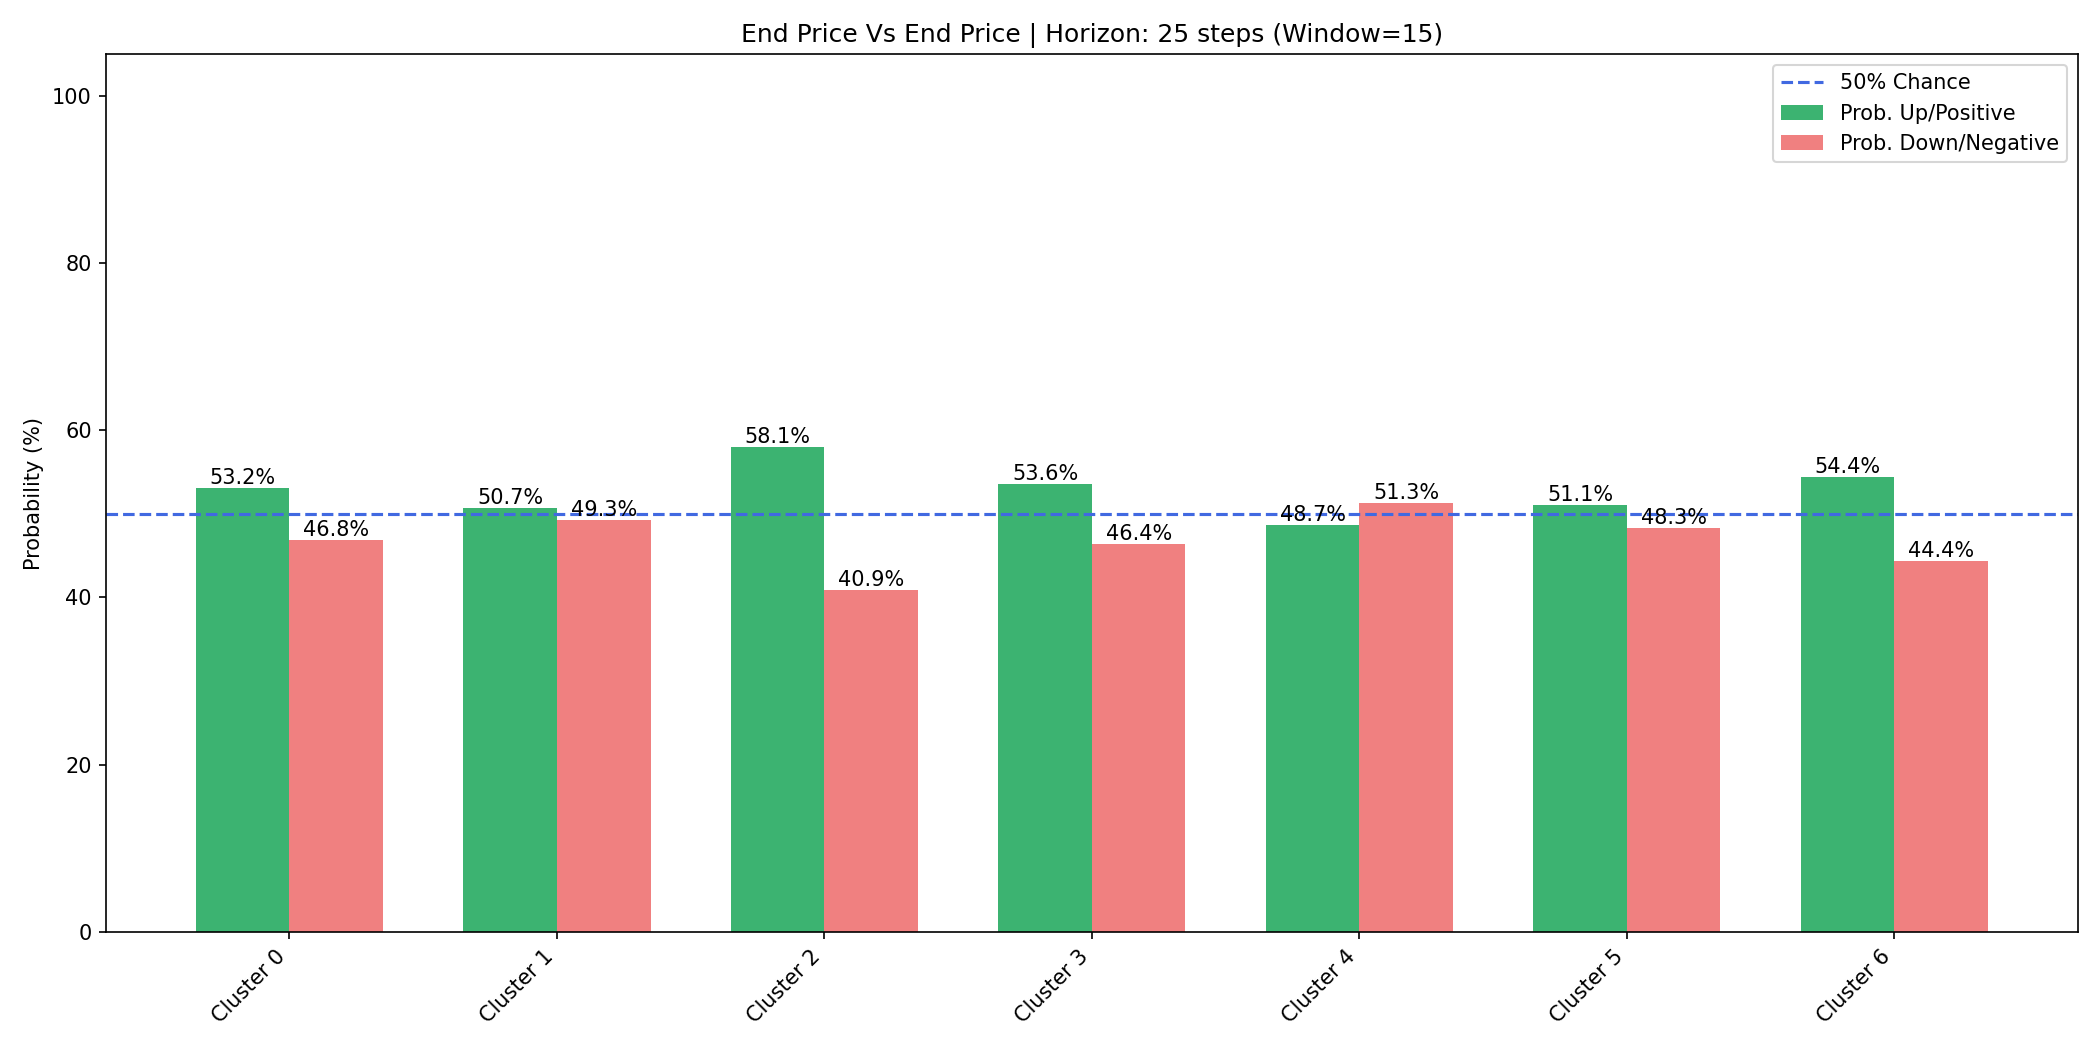 End Price Vs End Price | Horizon: 25 steps (Window=15)
50% Chance
Prob. Up/Positive
Prob. Down/Negative
Probability (%)
100
80
60
40
20
0
53.2%
46.8%
50.7%
49.3%
58.1%
40.9%
53.6%
46.4%
48.7%
51.3%
51.1%
48.3%
54.4%
44.4%
Cluster 0
Cluster 1
Cluster 2
Cluster 3
Cluster 4
Cluster 5
Cluster 6